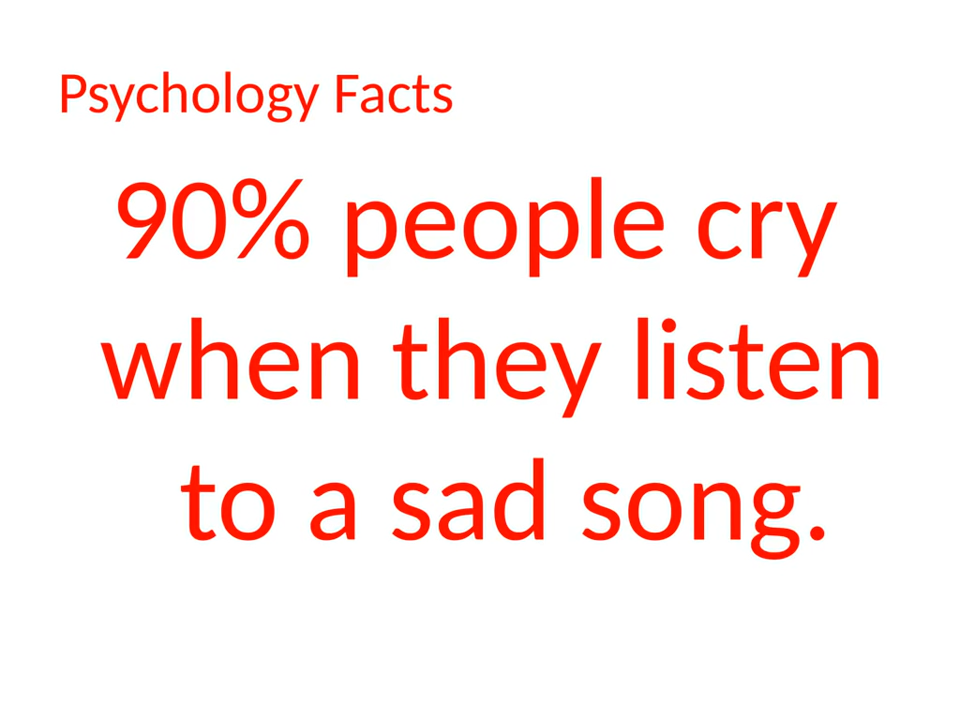 Psychology Facts
90% people cry
when they listen
to a sad song.